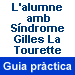 L'alumne
amb
Síndrome
Gilles La
Tourette
Guia pràctica